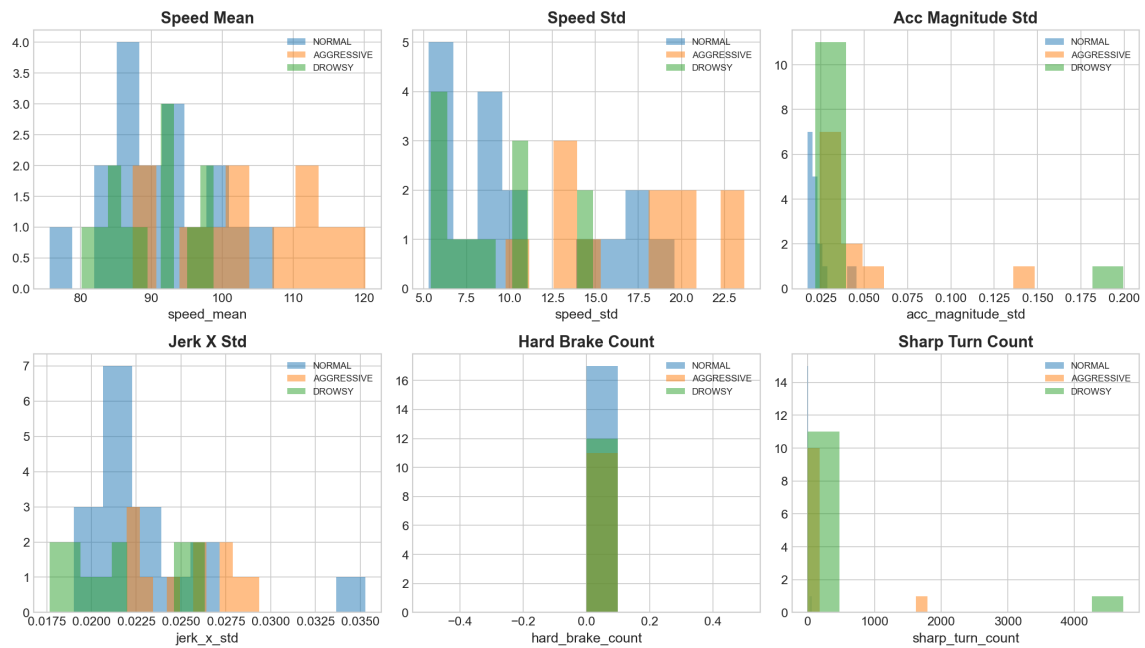 Speed Mean
NORMAL
AGGRESSIVE
DROWSY
4.0
3.5
3.0
2.5
2.0
1.5
1.0
0.5
0.0
80 90 100 110 120
speed_mean
Speed Std
NORMAL
AGGRESSIVE
DROWSY
5
4
3
2
1
0
5.0 7.5 10.0 12.5 15.0 17.5 20.0 22.5
speed_std
Acc Magnitude Std
NORMAL
AGGRESSIVE
DROWSY
10
8
6
4
2
0
0.025 0.050 0.075 0.100 0.125 0.150 0.175 0.200
acc_magnitude_std
Jerk X Std
NORMAL
AGGRESSIVE
DROWSY
7
6
5
4
3
2
1
0
0.0175 0.0200 0.0225 0.0250 0.0275 0.0300 0.0325 0.0350
jerk_x_std
Hard Brake Count
NORMAL
AGGRESSIVE
DROWSY
16
14
12
10
8
6
4
2
0
−0.4 −0.2 0.0 0.2 0.4
hard_brake_count
Sharp Turn Count
NORMAL
AGGRESSIVE
DROWSY
14
12
10
8
6
4
2
0
0 1000 2000 3000 4000
sharp_turn_count